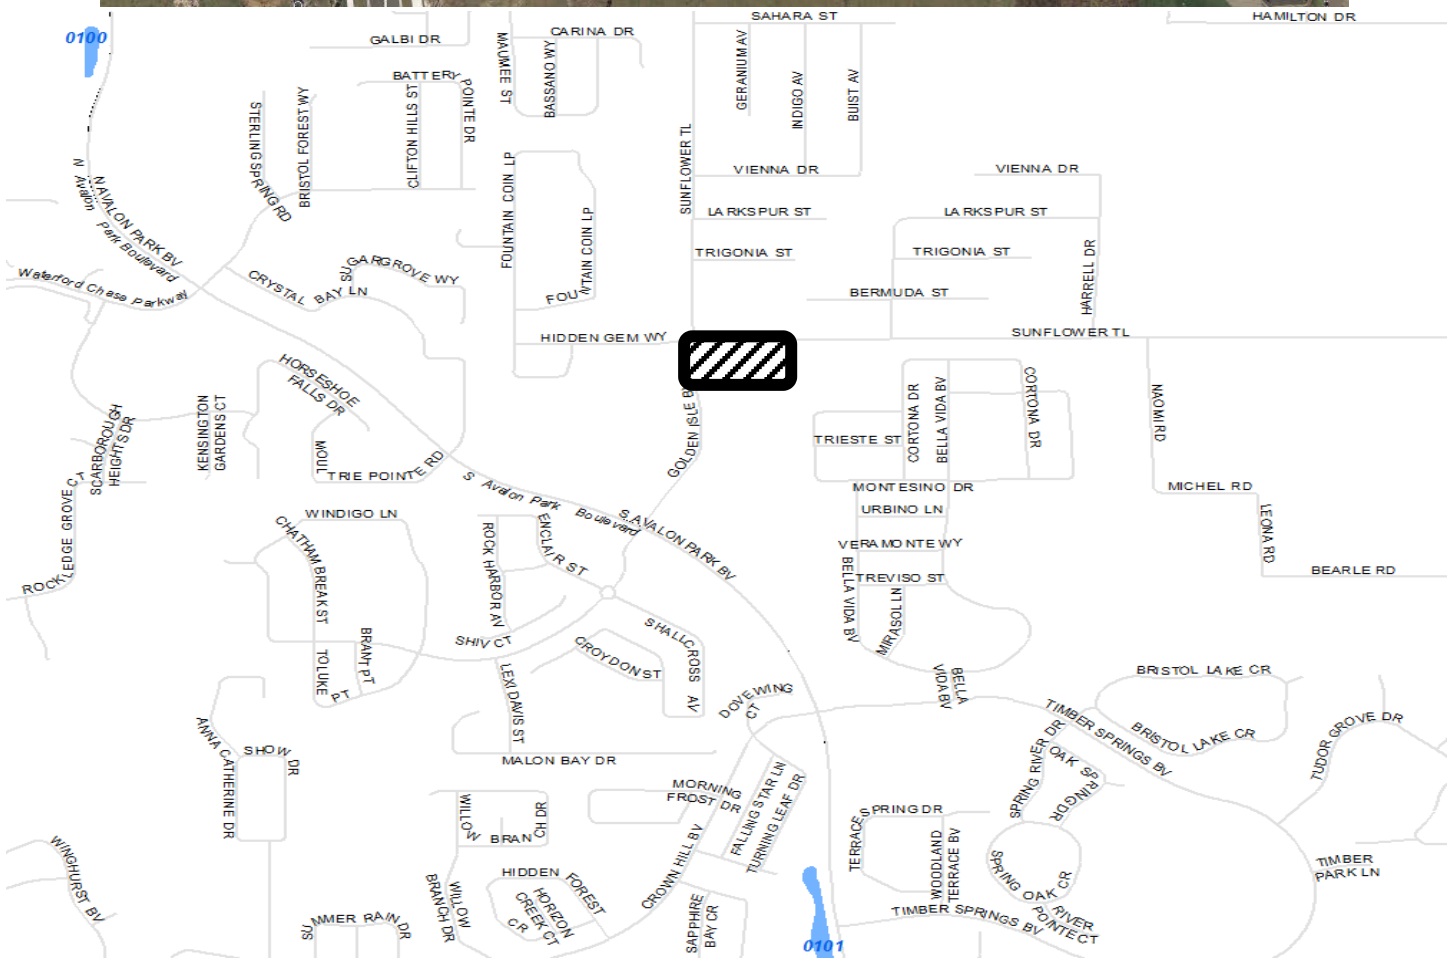 SAHARA ST
HAMILTON DR
0100
GALBI DR
CARINA DR
MAUMEE ST
BASSANO WY
GERANIUM AV
INDIGO AV
BUIST AV
BATTERY
POINTE DR
CLIFTON HILLS ST
STERLING SPRING RD
BRISTOL FOREST WY
SUNFLOWER TL
VIENNA DR
VIENNA DR
N Avalon Park Boulevard
N AVALON PARK BV
FOUNTAIN COIN LP
FOUNTAIN COIN LP
LARKSPUR ST
LARKSPUR ST
TRIGONIA ST
TRIGONIA ST
HARRELL DR
Waterford Chase Parkway
CRYSTAL BAY LN
SUGARGROVE WY
BERMUDA ST
HIDDEN GEM WY
SUNFLOWER TL
HORSESHOE
FALLS DR
KENSINGTON
GARDENS CT
SCARBOROUGH
HEIGHTS DR
MOUL
TRIE POINTE RD
GOLDEN ISLE B
TRIESTE ST
CORTONA DR
BELLA VIDA BV
CORTONA DR
NAOMI RD
S Avalon Park Boulevard
S AVALON PARK BV
MONTESINO DR
MICHEL RD
URBINO LN
LEONA RD
ROCKLEDGE GROVE CT
WINDIGO LN
CHATHAM BREAK ST
ROCK HARBOR AV
ENCLAIR ST
VERAMONTE WY
BELLA VIDA BV
TREVISO ST
BEARLE RD
MIRASOL LN
BRANT PT
TOLUKE
PT
SHIV CT
CROYDON ST
SHALLCROSS AV
LEXI DAVIS ST
DOVEWING
CT
BELLA
VIDA BV
BRISTOL LAKE CR
TIMBER SPRINGS BV
BRISTOL LAKE CR
TUDOR GROVE DR
ANNA CATHERINE DR
SHOW
DR
MALON BAY DR
SPRING RIVER DR
OAK SPRING DR
MORNING
FROST DR
FALLING STAR LN
TURNING LEAF DR
WILLOW
BRAN
CH DR
TERRACE
SPRING DR
WOODLAND
TERRACE BV
SPRING OAK CR
TIMBER
PARK LN
WINGHURST BV
WILLOW
BRANCH DR
HIDDEN
FOREST
CR
HORIZON
CREEK CT
CROWN HILL BV
SAPPHIRE
BAY CR
SUMMER RAIN DR
TIMBER SPRINGS BV
RIVER
POINTE CT
0101